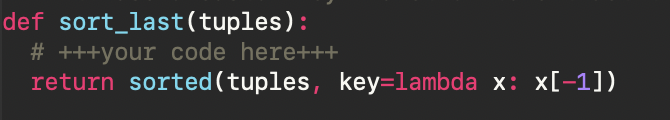 def sort_last(tuples):
  # +++your code here+++
  return sorted(tuples, key=lambda x: x[-1])